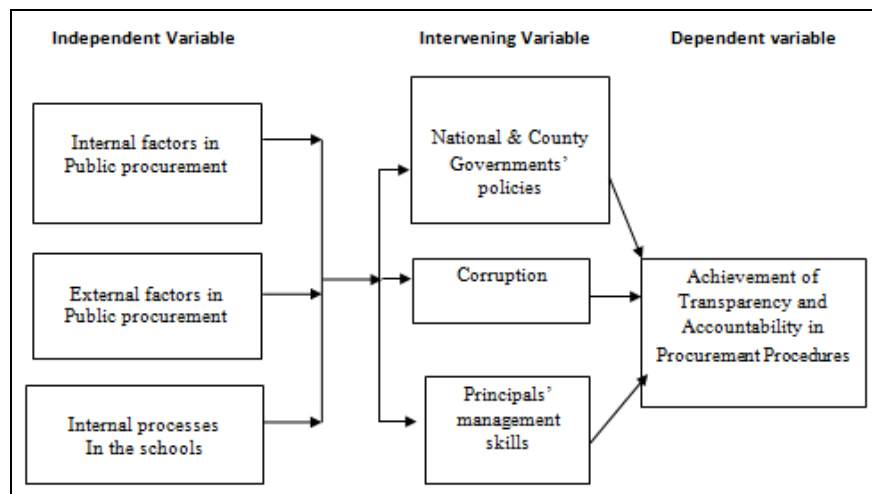 Independent Variable
Intervening Variable
Dependent variable
Internal factors in
Public procurement
External factors in
Public procurement
Internal processes
In the schools
National & County
Governments’
policies
Corruption
Principals’
management
skills
Achievement of
Transparency and
Accountability in
Procurement Procedures